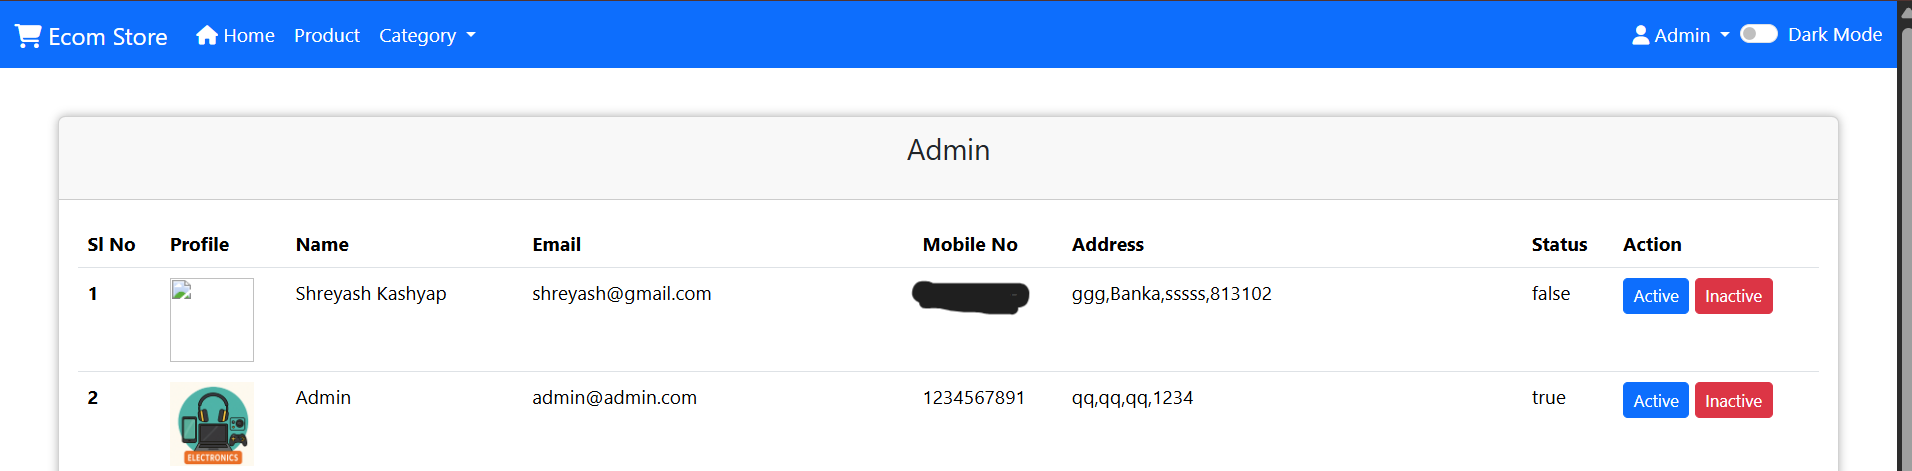 Ecom Store Home Product Category Admin Dark Mode
Admin
Sl No Profile Name Email Mobile No Address Status Action
1 Shreyash Kashyap shreyash@gmail.com ggg,Banka,sssss,813102 false Active Inactive
2 Admin admin@admin.com 1234567891 qq,qq,qq,1234 true Active Inactive
ELECTRONICS